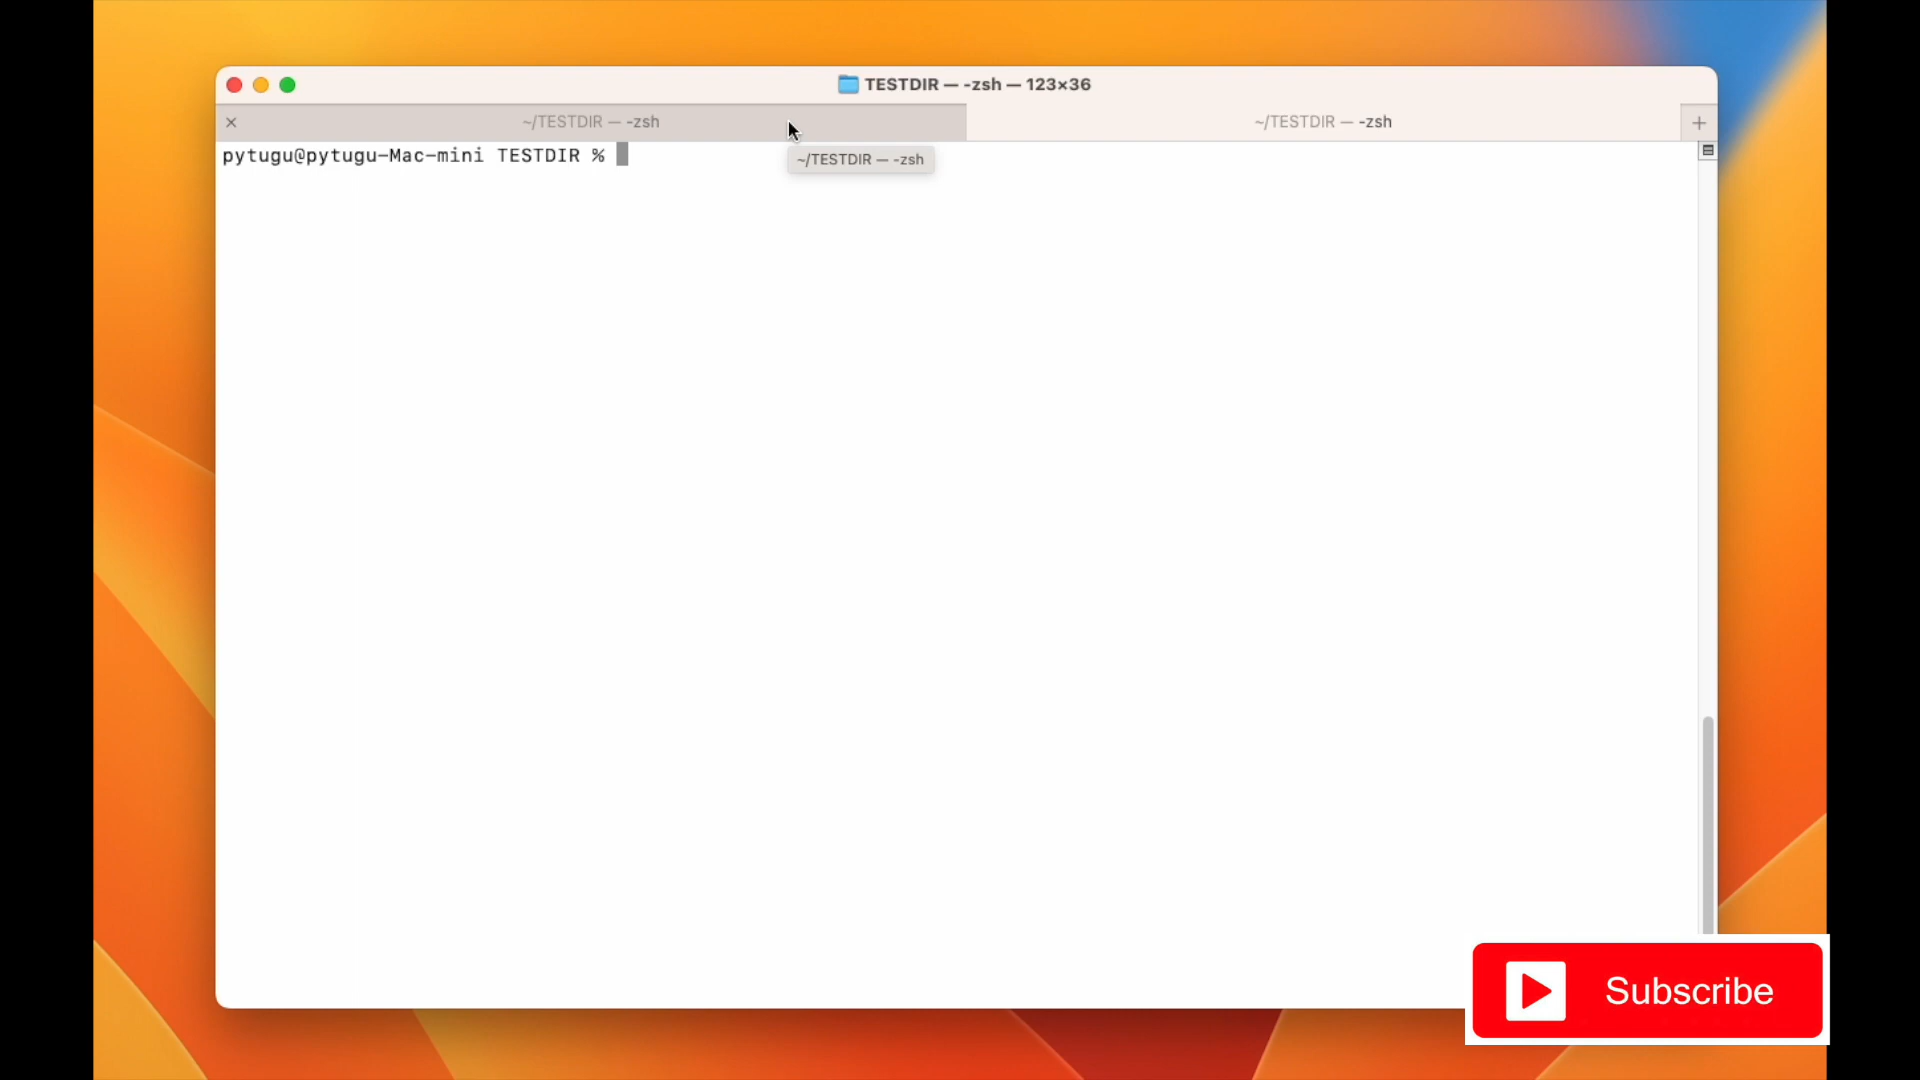 TESTDIR — -zsh — 123×36
~/TESTDIR — -zsh
~/TESTDIR — -zsh
pytugu@pytugu-Mac-mini TESTDIR %
~/TESTDIR — -zsh
Subscribe